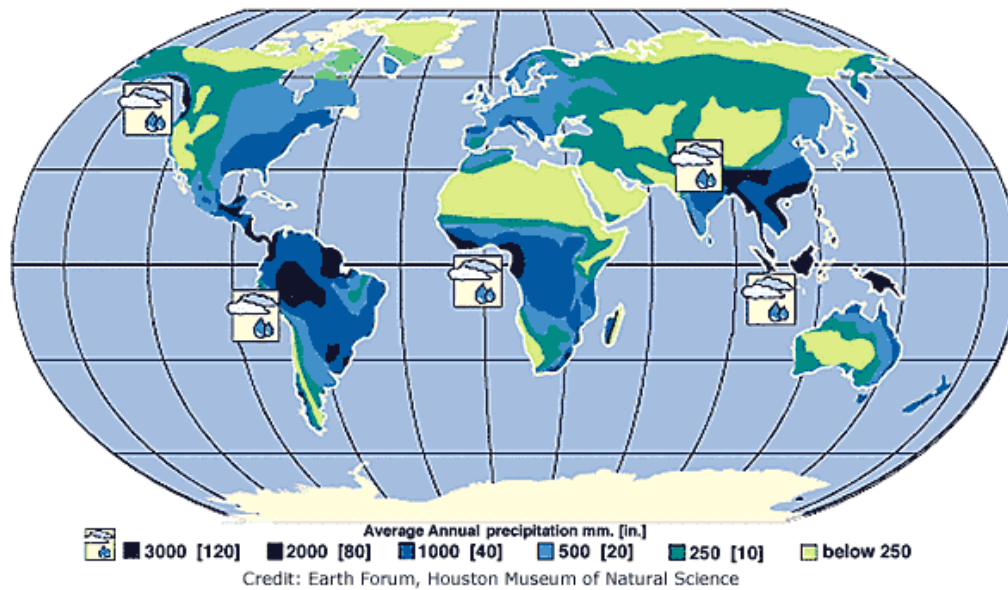 Average Annual precipitation mm. [in.]
3000 [120] 2000 [80] 1000 [40] 500 [20] 250 [10] below 250
Credit: Earth Forum, Houston Museum of Natural Science